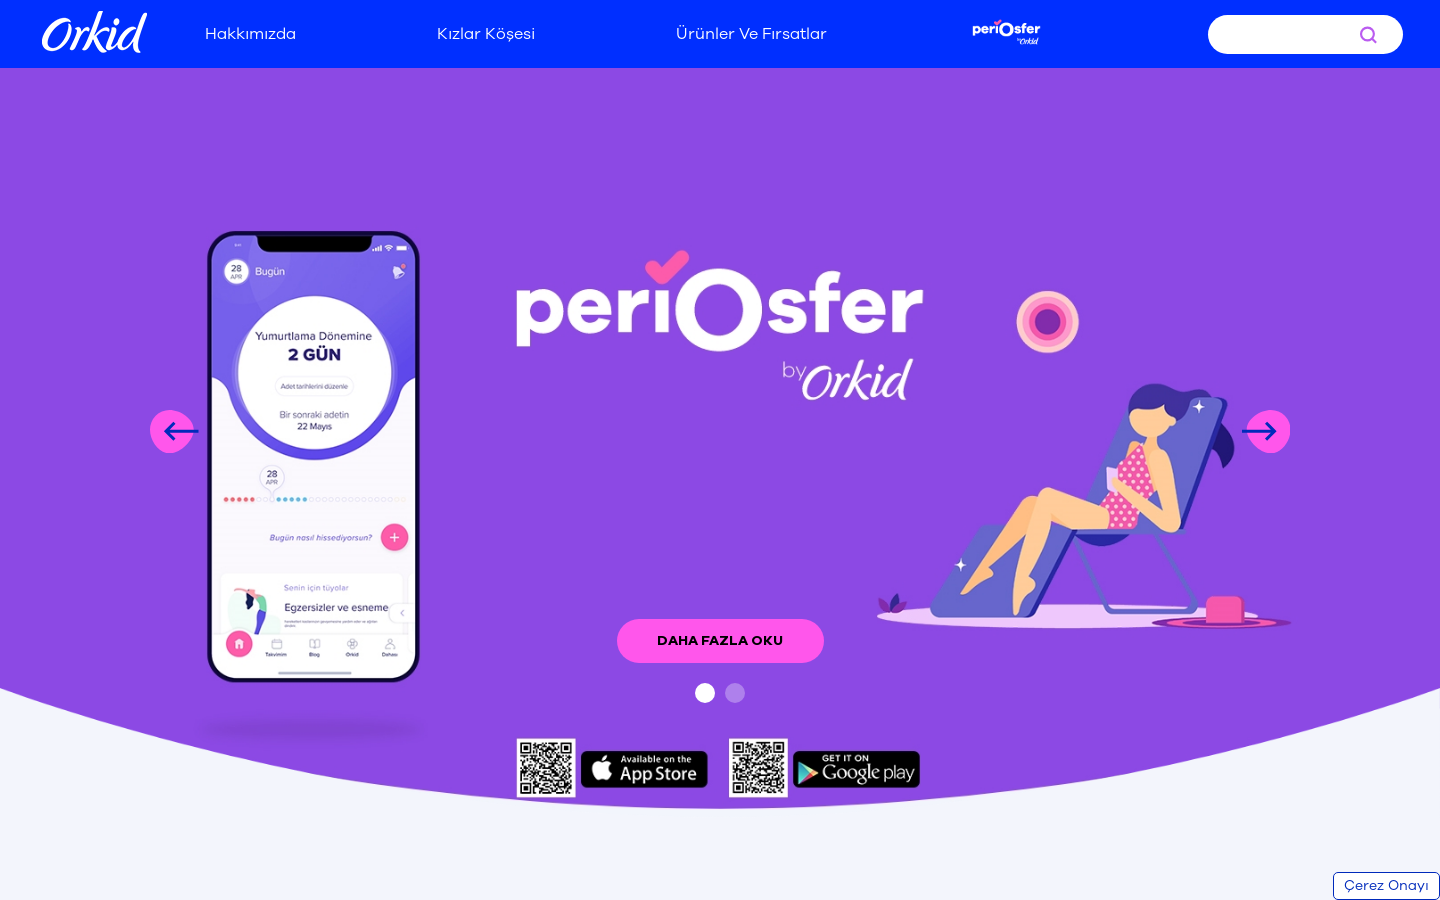 Orkid
Hakkımızda
Kızlar Köşesi
Ürünler Ve Fırsatlar
periOsfer
by Orkid
28
APR
Bugün
Yumurtlama Dönemine
2 GÜN
Adet tarihlerini düzenle
Bir sonraki adetin
22 Mayıs
28
APR
Bugün nasıl hissediyorsun?
Senin için tüyolar
Egzersizler ve esneme
Takvimim
Blog
Orkid
Dahası
periOsfer
by Orkid
DAHA FAZLA OKU
Available on the
App Store
GET IT ON
Google play
Çerez Onayı